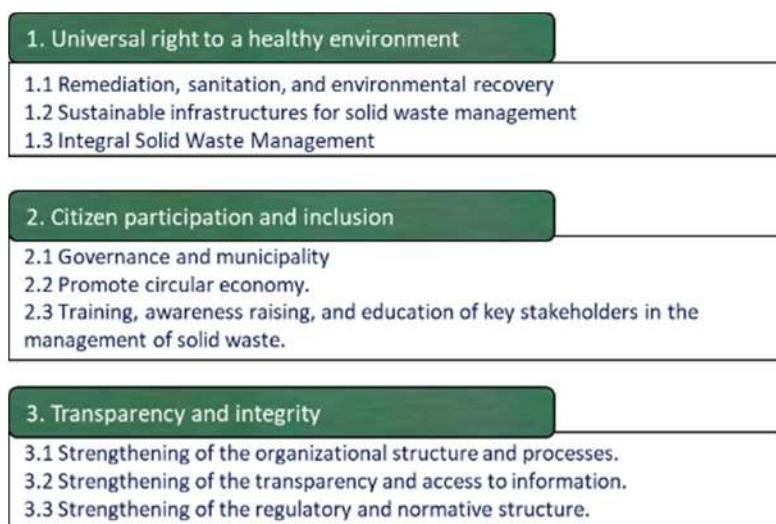 1. Universal right to a healthy environment
1.1 Remediation, sanitation, and environmental recovery
1.2 Sustainable infrastructures for solid waste management
1.3 Integral Solid Waste Management
2. Citizen participation and inclusion
2.1 Governance and municipality
2.2 Promote circular economy.
2.3 Training, awareness raising, and education of key stakeholders in the
management of solid waste.
3. Transparency and integrity
3.1 Strengthening of the organizational structure and processes.
3.2 Strengthening of the transparency and access to information.
3.3 Strengthening of the regulatory and normative structure.